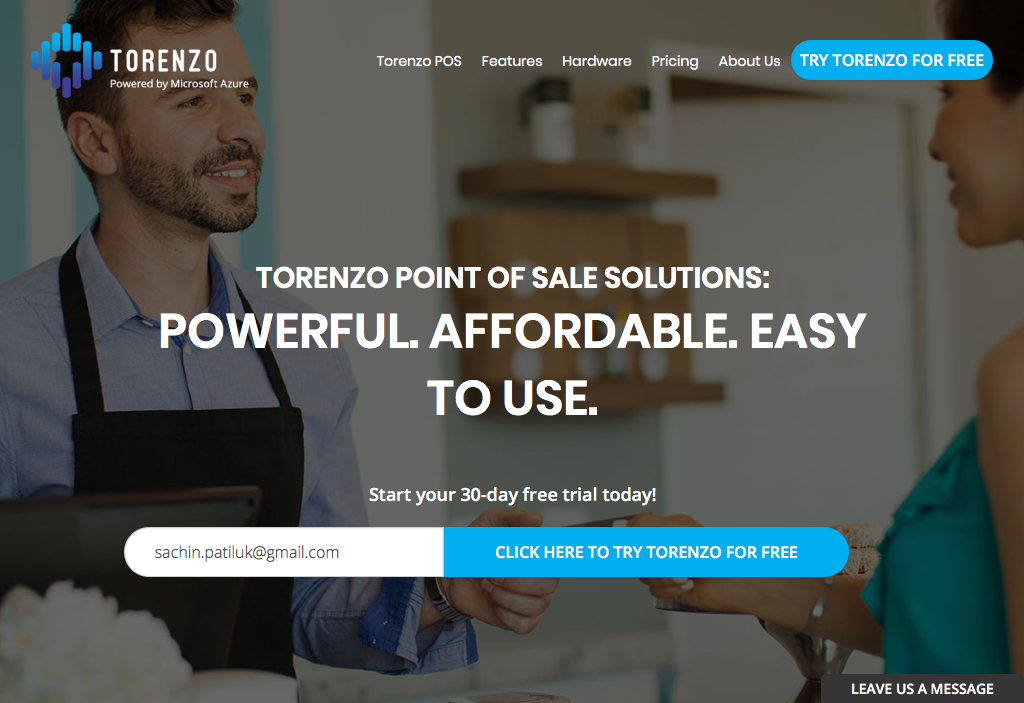 TORENZO
Powered by Microsoft Azure
Torenzo POS
Features
Hardware
Pricing
About Us
TRY TORENZO FOR FREE
TORENZO POINT OF SALE SOLUTIONS:
POWERFUL. AFFORDABLE. EASY
TO USE.
Start your 30-day free trial today!
sachin.patiluk@gmail.com
CLICK HERE TO TRY TORENZO FOR FREE
LEAVE US A MESSAGE